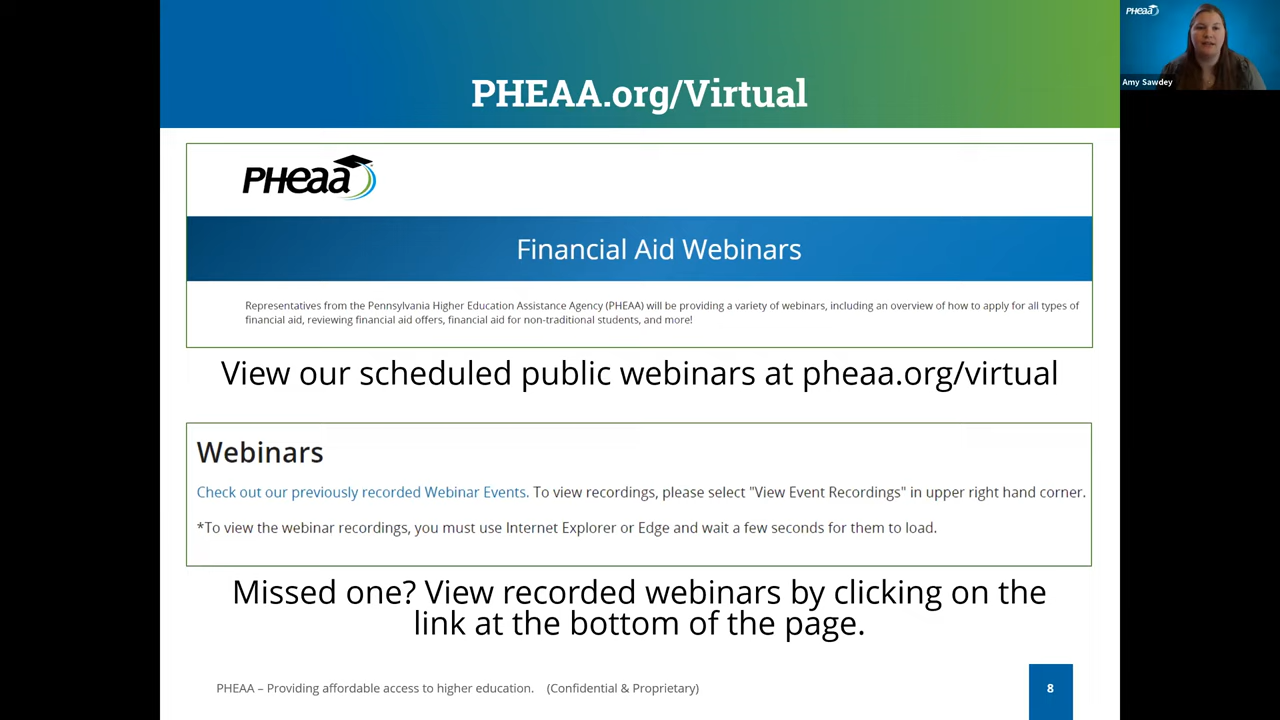 PHEAA.org/Virtual
PHEAA
Amy Sawdey
PHEAA
Financial Aid Webinars
Representatives from the Pennsylvania Higher Education Assistance Agency (PHEAA) will be providing a variety of webinars, including an overview of how to apply for all types of
financial aid, reviewing financial aid offers, financial aid for non-traditional students, and more!
View our scheduled public webinars at pheaa.org/virtual
Webinars
Check out our previously recorded Webinar Events. To view recordings, please select "View Event Recordings" in upper right hand corner.
*To view the webinar recordings, you must use Internet Explorer or Edge and wait a few seconds for them to load.
Missed one? View recorded webinars by clicking on the
link at the bottom of the page.
PHEAA – Providing affordable access to higher education. (Confidential & Proprietary)
8